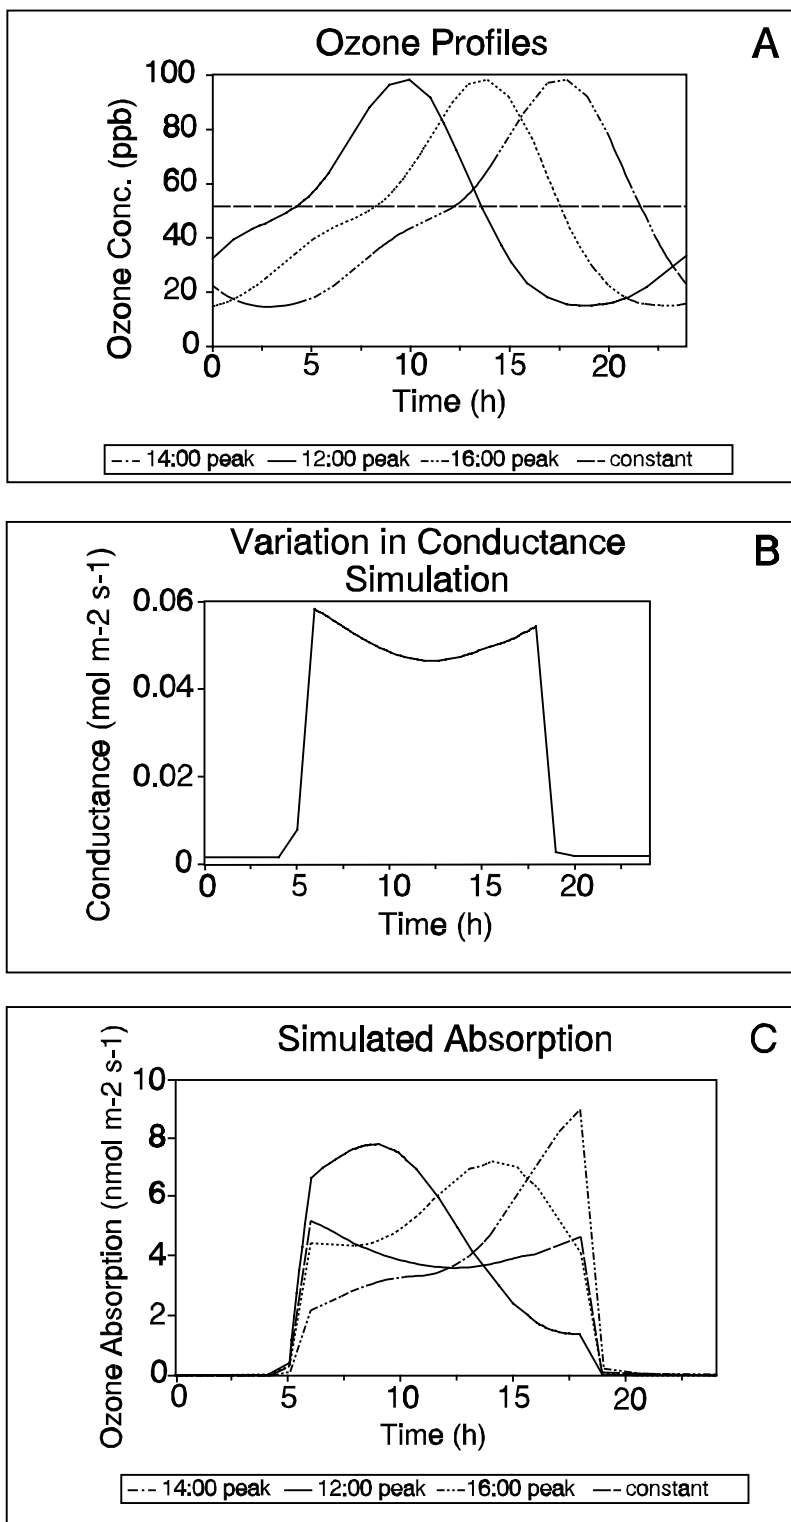 Ozone Profiles
A
Ozone Conc. (ppb)
100
80
60
40
20
0
0 5 10 15 20
Time (h)
14:00 peak 12:00 peak 16:00 peak constant
Variation in Conductance
Simulation
B
Conductance (mol m-2 s-1)
0.06
0.04
0.02
0
0 5 10 15 20
Time (h)
Simulated Absorption
C
Ozone Absorption (nmol m-2 s-1)
10
8
6
4
2
0
0 5 10 15 20
Time (h)
14:00 peak 12:00 peak 16:00 peak constant